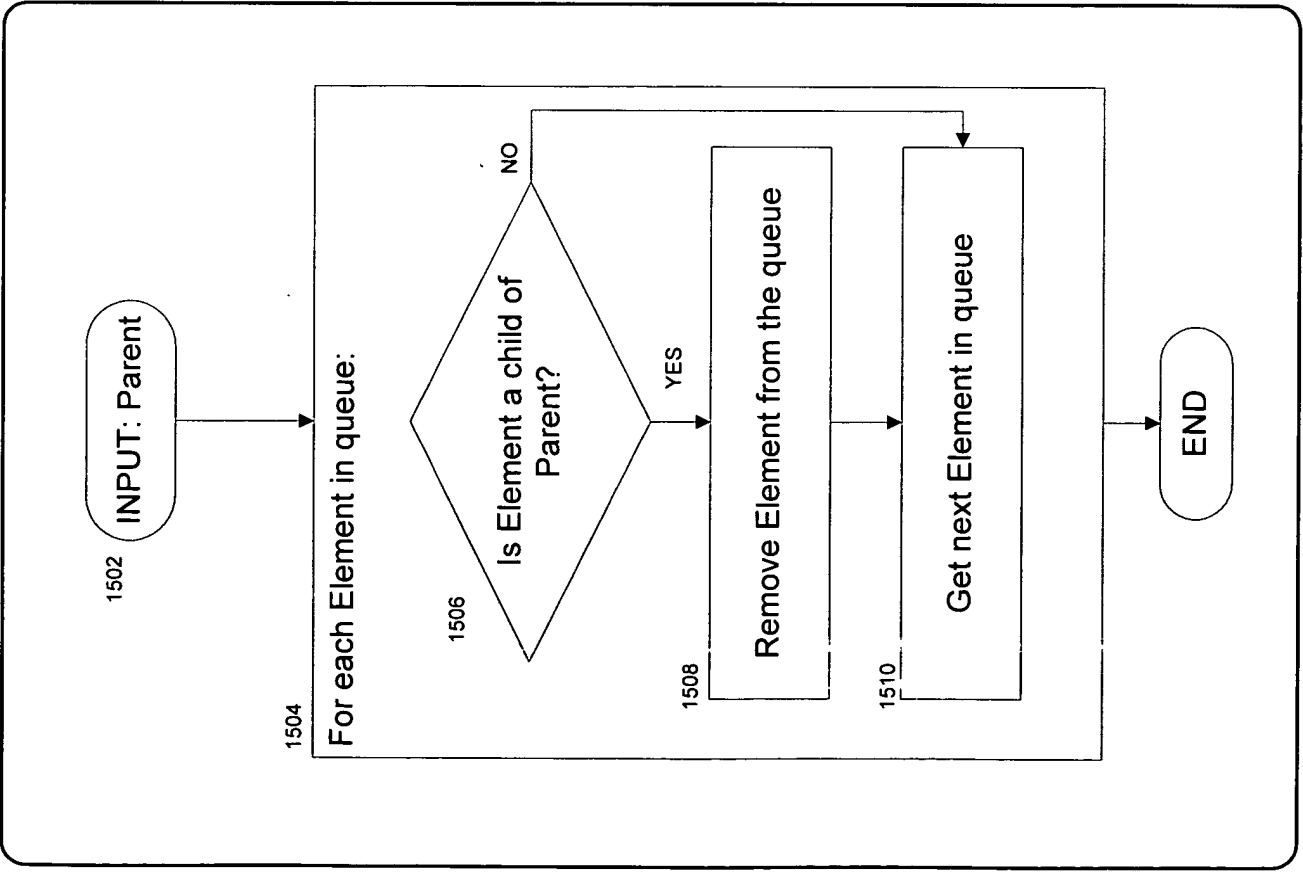 1502
INPUT: Parent
1504
For each Element in queue:
1506
Is Element a child of
Parent?
NO
YES
1508
Remove Element from the queue
1510
Get next Element in queue
END